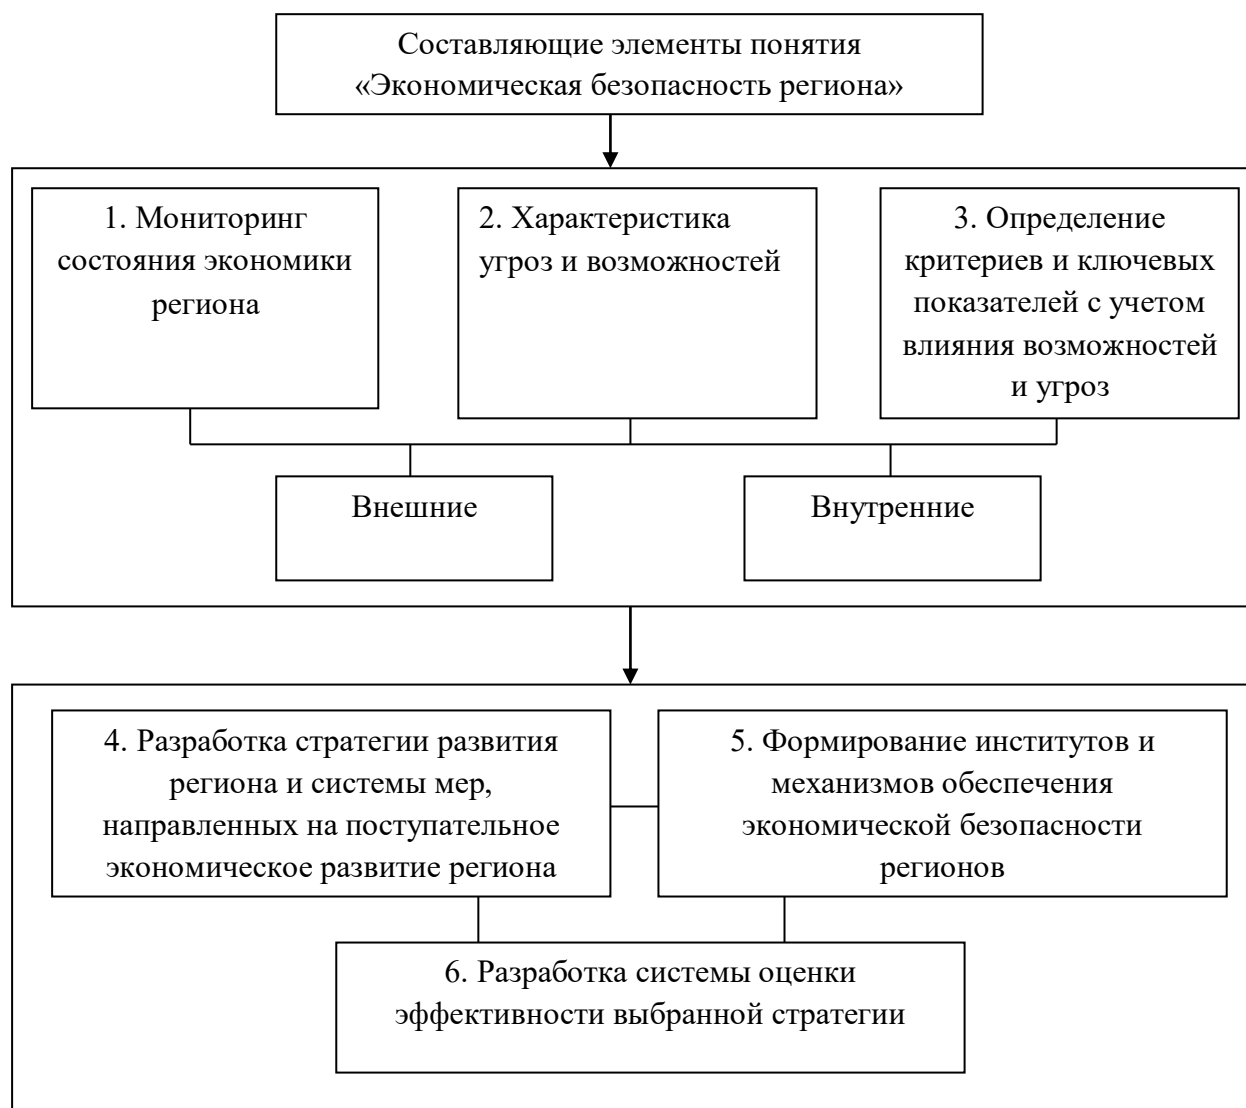 Составляющие элементы понятия
«Экономическая безопасность региона»
1. Мониторинг
состояния экономики
региона
2. Характеристика
угроз и возможностей
3. Определение
критериев и ключевых
показателей с учетом
влияния возможностей
и угроз
Внешние
Внутренние
4. Разработка стратегии развития
региона и системы мер,
направленных на поступательное
экономическое развитие региона
5. Формирование институтов и
механизмов обеспечения
экономической безопасности
регионов
6. Разработка системы оценки
эффективности выбранной стратегии